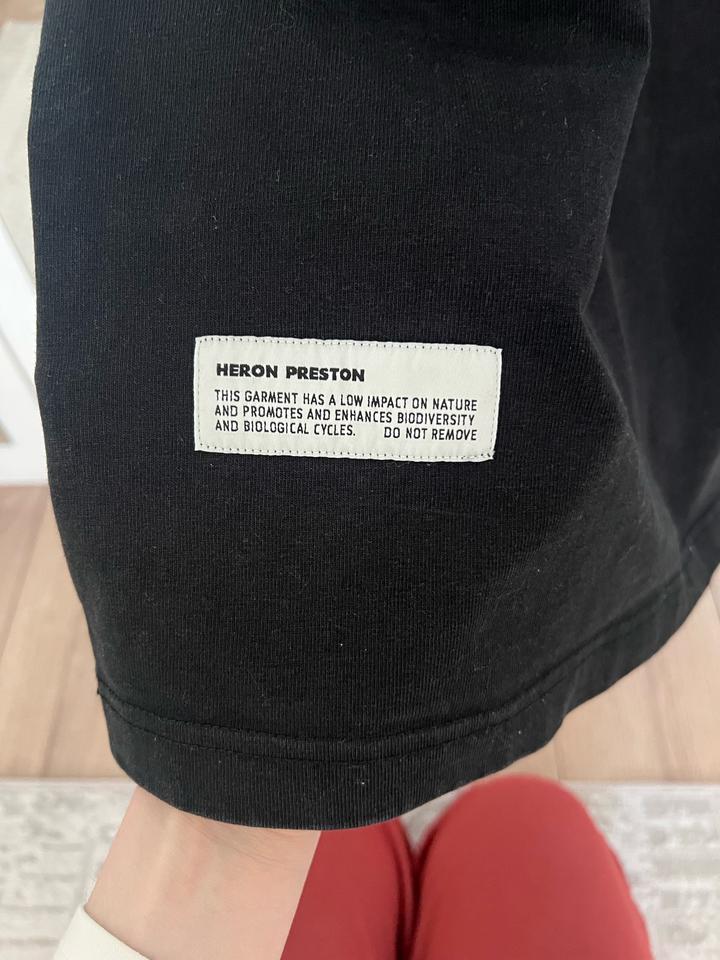 HERON PRESTON
THIS GARMENT HAS A LOW IMPACT ON NATURE
AND PROMOTES AND ENHANCES BIODIVERSITY
AND BIOLOGICAL CYCLES. DO NOT REMOVE